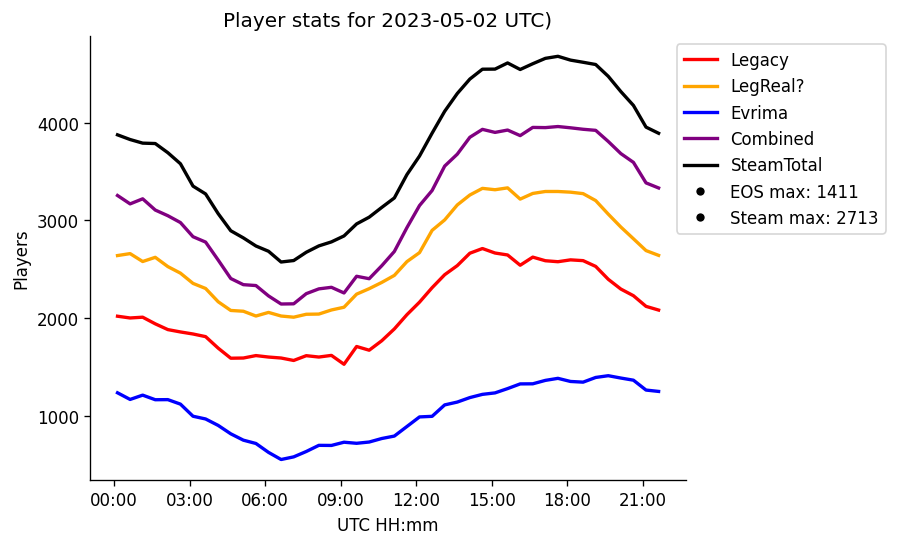 Player stats for 2023-05-02 UTC)
Legacy
LegReal?
Evrima
Combined
SteamTotal
EOS max: 1411
Steam max: 2713
Players
4000
3000
2000
1000
00:00 03:00 06:00 09:00 12:00 15:00 18:00 21:00
UTC HH:mm